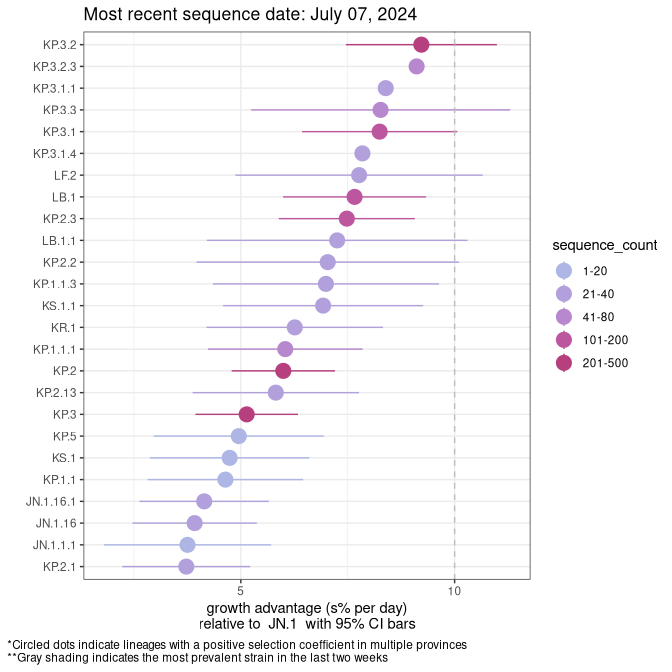 Most recent sequence date: July 07, 2024
KP.3.2
KP.3.2.3
KP.3.1.1
KP.3.3
KP.3.1
KP.3.1.4
LF.2
LB.1
KP.2.3
LB.1.1
KP.2.2
KP.1.1.3
KS.1.1
KR.1
KP.1.1.1
KP.2
KP.2.13
KP.3
KP.5
KS.1
KP.1.1
JN.1.16.1
JN.1.16
JN.1.1.1
KP.2.1
5 10
growth advantage (s% per day)
relative to JN.1 with 95% CI bars
sequence_count
1-20
21-40
41-80
101-200
201-500
*Circled dots indicate lineages with a positive selection coefficient in multiple provinces
**Gray shading indicates the most prevalent strain in the last two weeks